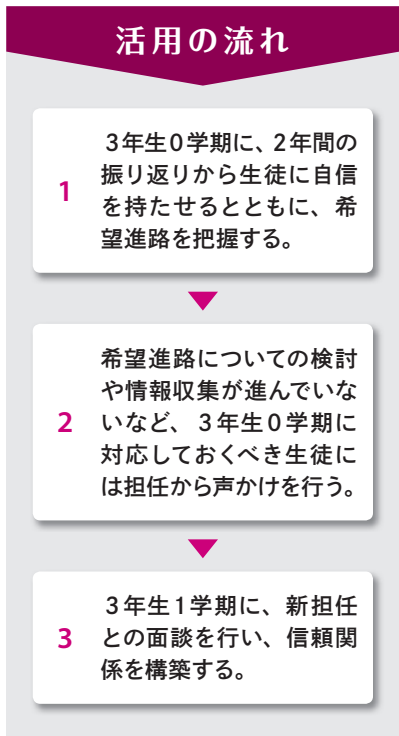 活用の流れ
1
3年生0学期に、2年間の
振り返りから生徒に自信
を持たせるとともに、希
望進路を把握する。
2
希望進路についての検討
や情報収集が進んでいな
いなど、3年生0学期に
対応しておくべき生徒に
は担任から声かけを行う。
3
3年生1学期に、新担任
との面談を行い、信頼関
係を構築する。